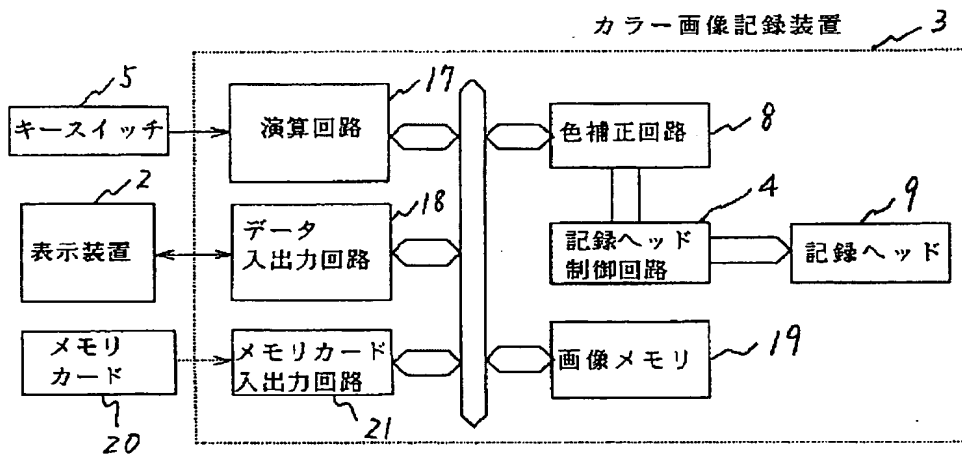 カラー画像記録装置
3
5
17
キースイッチ
演算回路
色補正回路
8
2
18
4
9
表示装置
データ
入出力回路
記録ヘッド
制御回路
記録ヘッド
メモリ
カード
メモリカード
入出力回路
画像メモリ
19
20
21